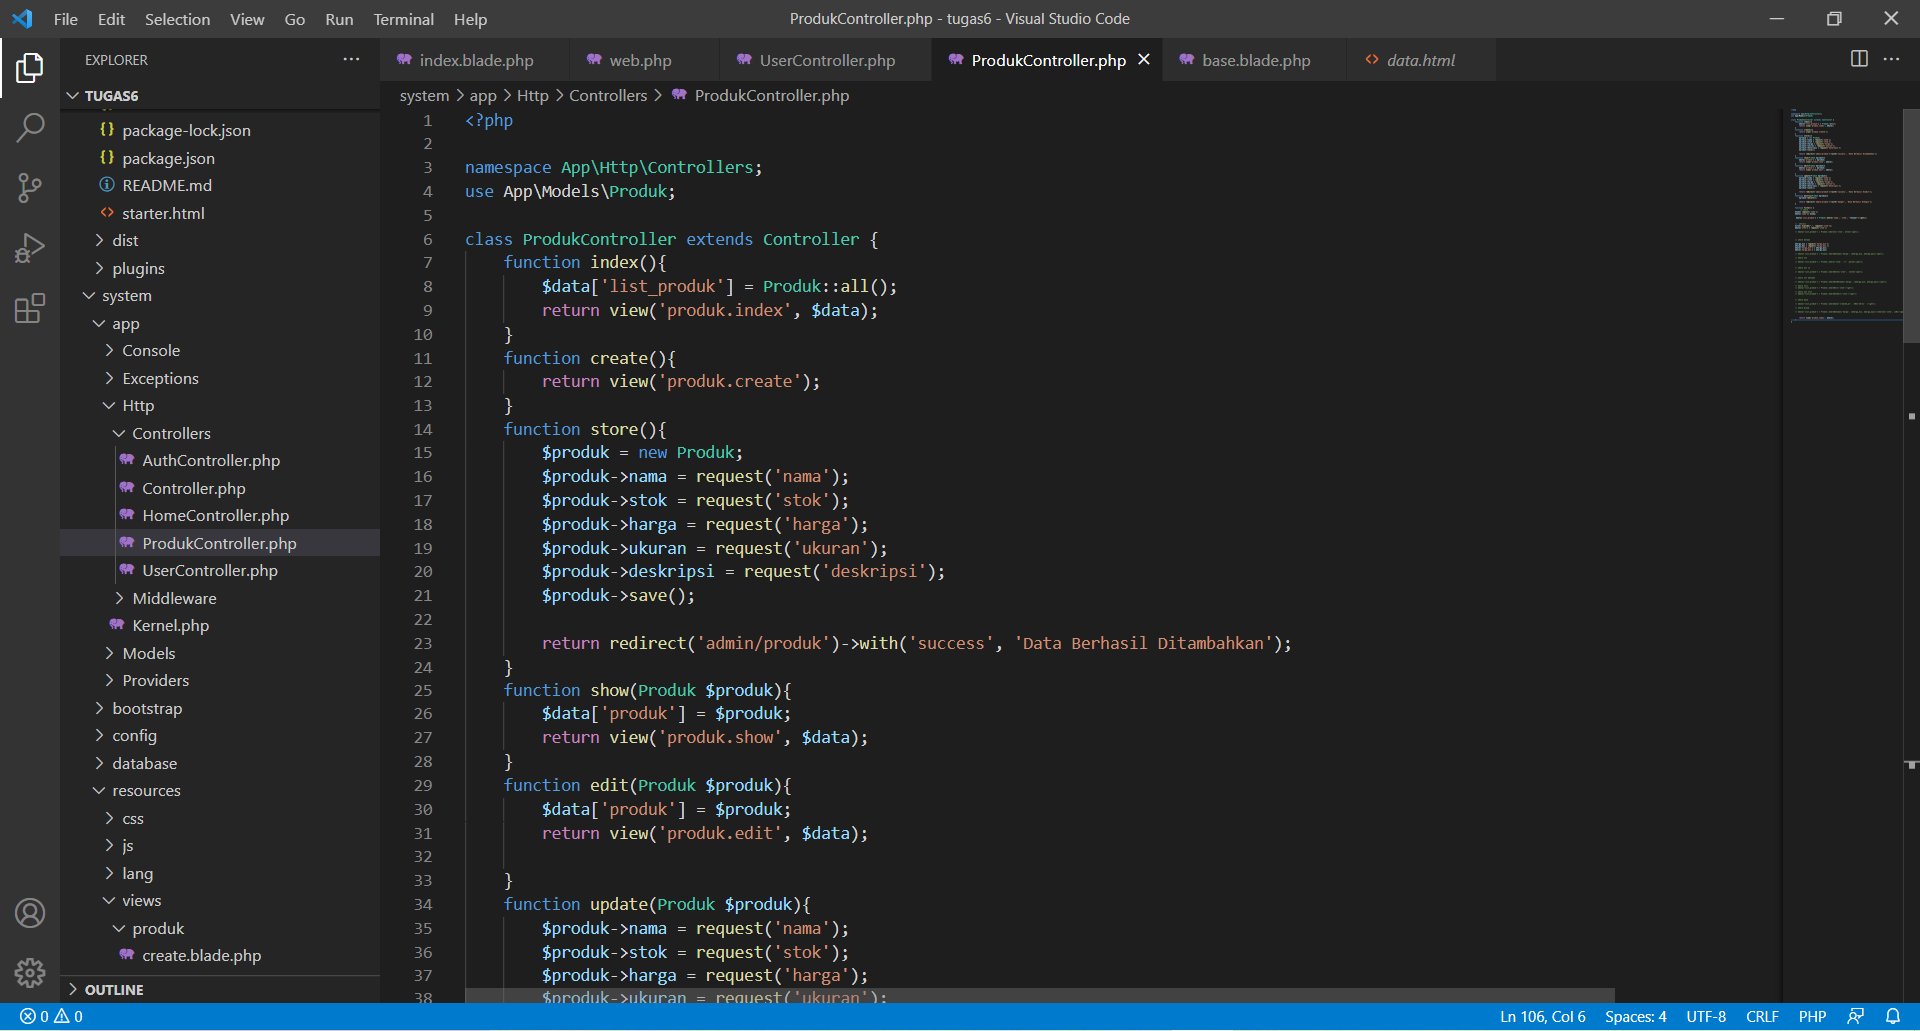 File Edit Selection View Go Run Terminal Help
ProdukController.php - tugas6 - Visual Studio Code
EXPLORER
TUGAS6
package-lock.json
package.json
README.md
starter.html
dist
plugins
system
app
Console
Exceptions
Http
Controllers
AuthController.php
Controller.php
HomeController.php
ProdukController.php
UserController.php
Middleware
Kernel.php
Models
Providers
bootstrap
config
database
resources
css
js
lang
views
produk
create.blade.php
OUTLINE
index.blade.php web.php UserController.php ProdukController.php base.blade.php data.html
system > app > Http > Controllers > ProdukController.php
1 <?php
2
3 namespace App\Http\Controllers;
4 use App\Models\Produk;
5
6 class ProdukController extends Controller {
7 function index(){
8 $data['list_produk'] = Produk::all();
9 return view('produk.index', $data);
10 }
11 function create(){
12 return view('produk.create');
13 }
14 function store(){
15 $produk = new Produk;
16 $produk->nama = request('nama');
17 $produk->stok = request('stok');
18 $produk->harga = request('harga');
19 $produk->ukuran = request('ukuran');
20 $produk->deskripsi = request('deskripsi');
21 $produk->save();
22
23 return redirect('admin/produk')->with('success', 'Data Berhasil Ditambahkan');
24 }
25 function show(Produk $produk){
26 $data['produk'] = $produk;
27 return view('produk.show', $data);
28 }
29 function edit(Produk $produk){
30 $data['produk'] = $produk;
31 return view('produk.edit', $data);
32
33 }
34 function update(Produk $produk){
35 $produk->nama = request('nama');
36 $produk->stok = request('stok');
37 $produk->harga = request('harga');
38 $produk->ukuran = request('ukuran');
0 0
Ln 106, Col 6 Spaces: 4 UTF-8 CRLF PHP